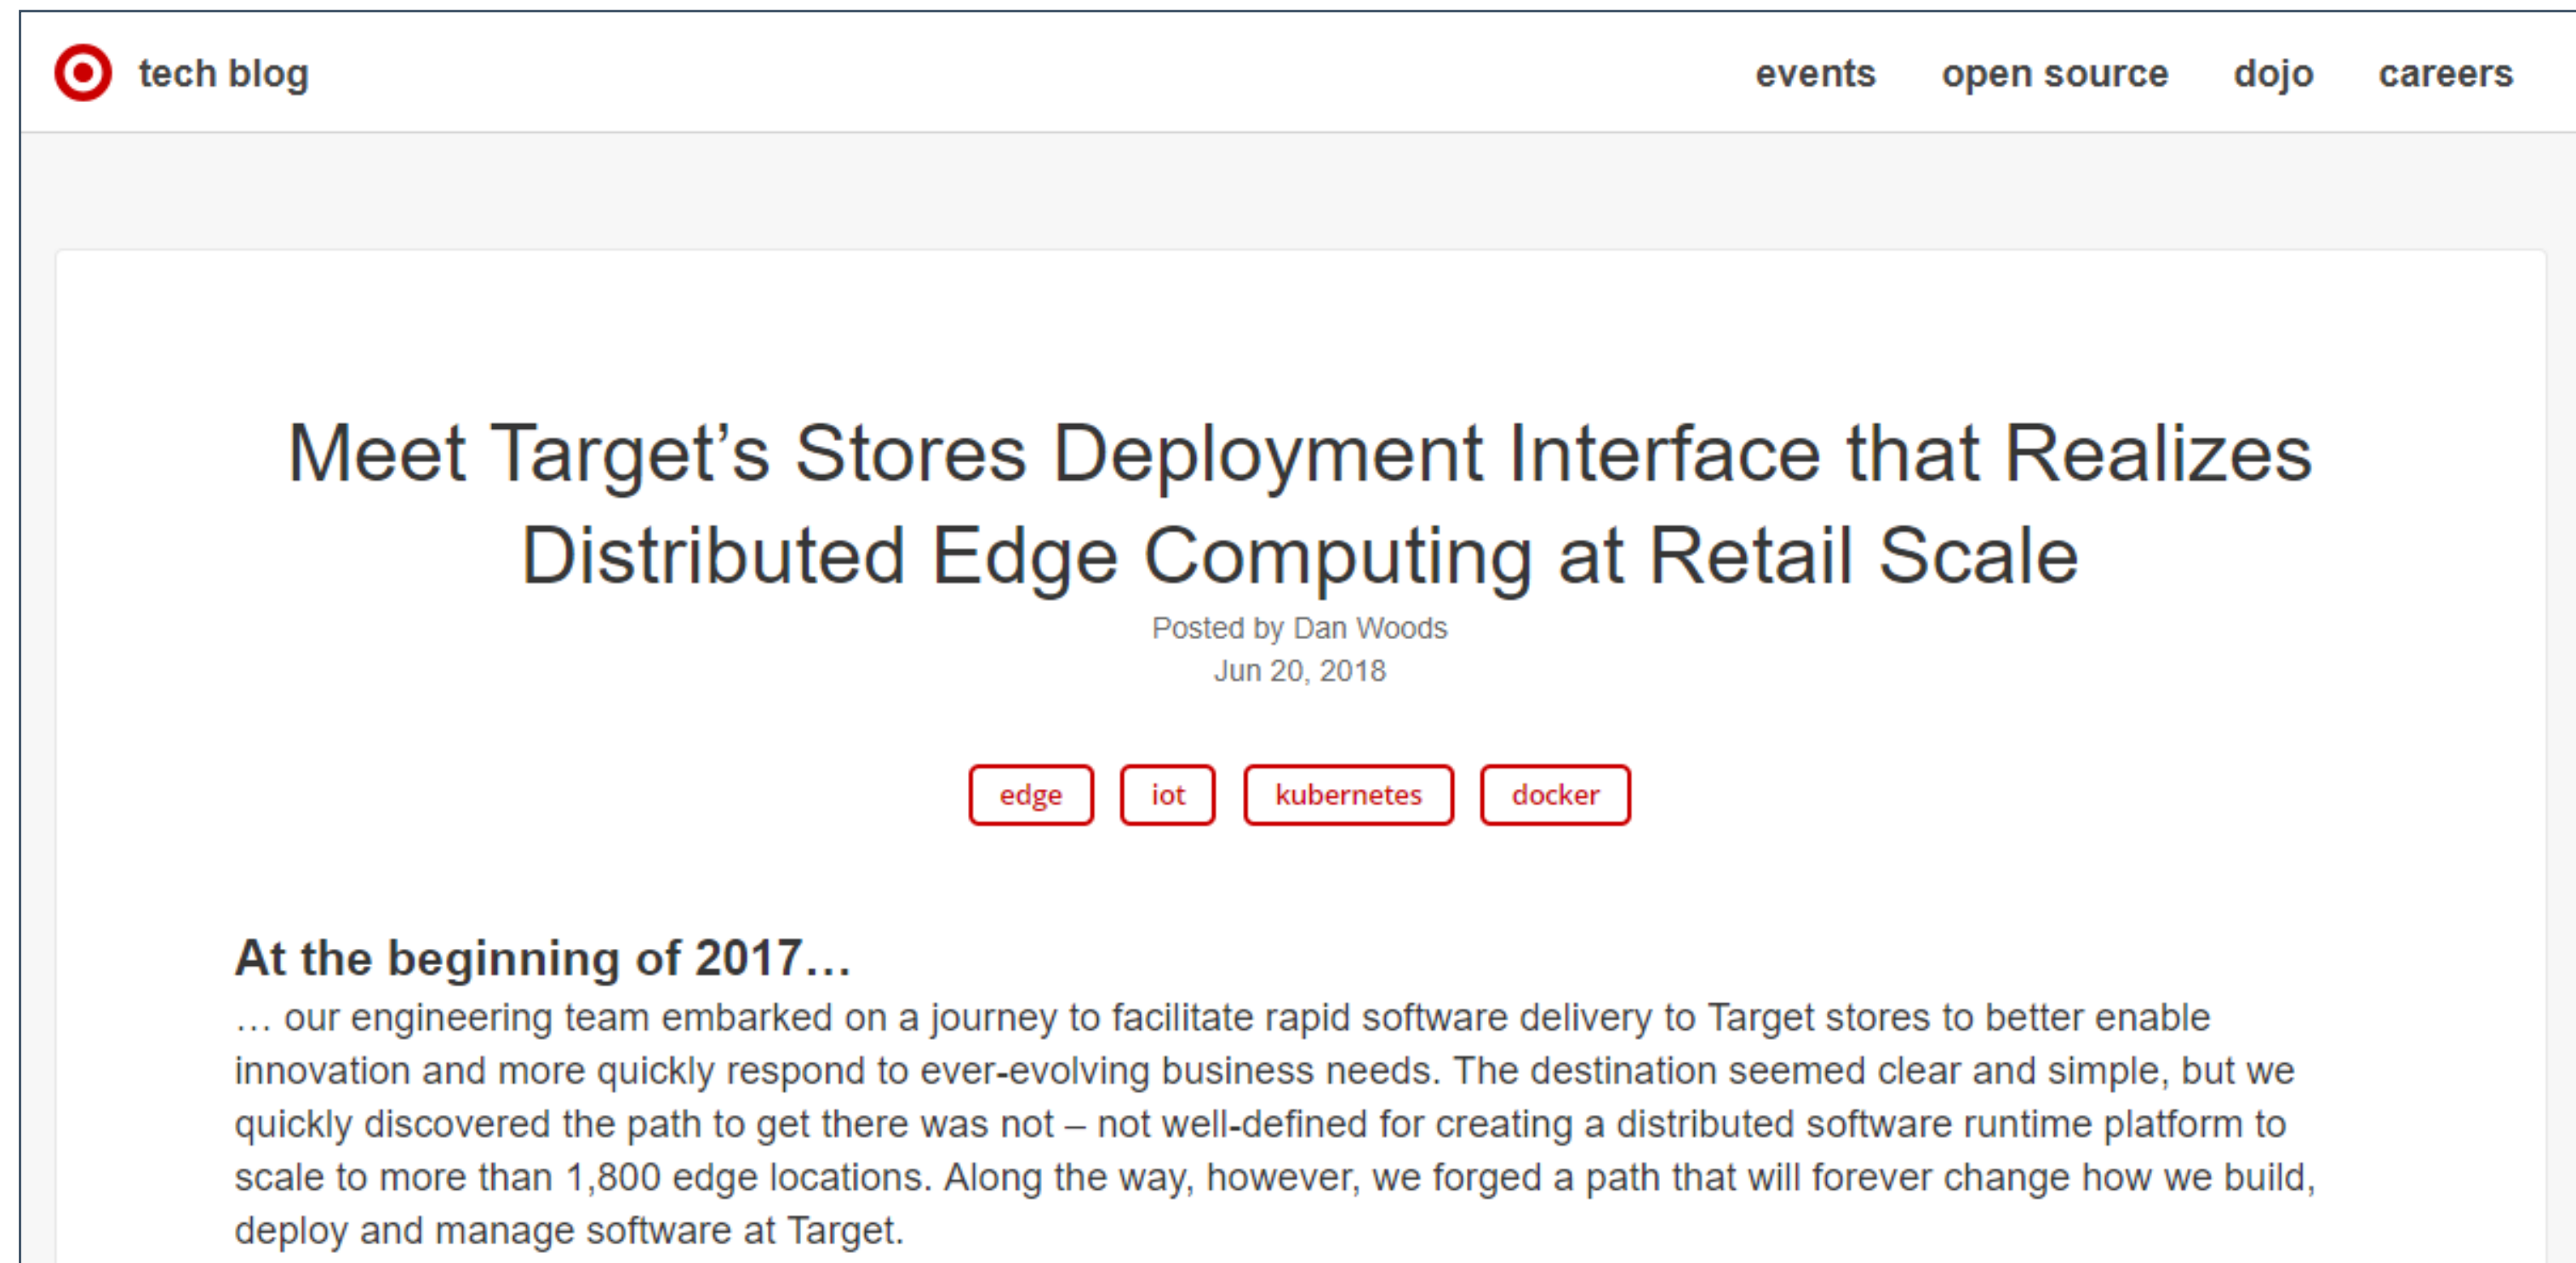 tech blog events open source dojo careers
Meet Target’s Stores Deployment Interface that Realizes
Distributed Edge Computing at Retail Scale
Posted by Dan Woods
Jun 20, 2018
edge iot kubernetes docker
At the beginning of 2017…
… our engineering team embarked on a journey to facilitate rapid software delivery to Target stores to better enable
innovation and more quickly respond to ever-evolving business needs. The destination seemed clear and simple, but we
quickly discovered the path to get there was not – not well-defined for creating a distributed software runtime platform to
scale to more than 1,800 edge locations. Along the way, however, we forged a path that will forever change how we build,
deploy and manage software at Target.